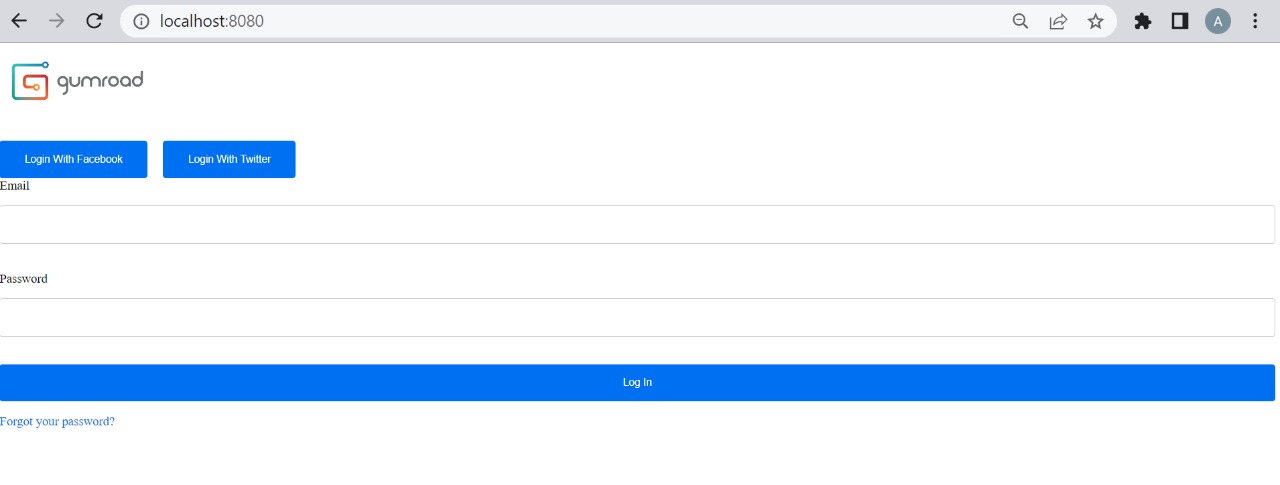 localhost:8080
A
gumroad
Login With Facebook Login With Twitter
Email
Password
Log In
Forgot your password?